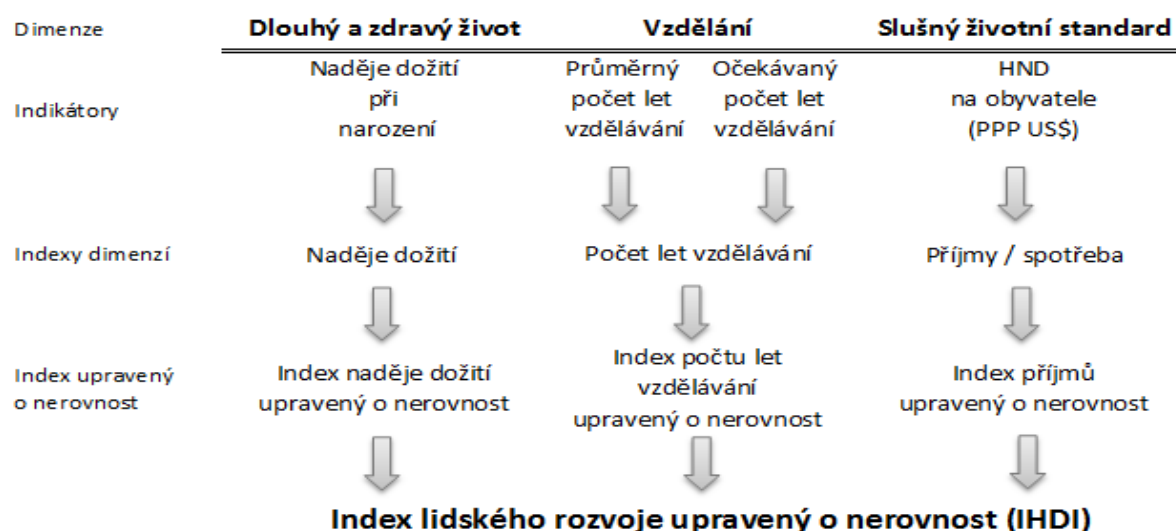 Dimenze Dlouhý a zdravý život Vzdělání Slušný životní standard
Indikátory
Naděje dožití
při
narození
Průměrný
počet let
vzdělávání
Očekávaný
počet let
vzdělávání
HND
na obyvatele
(PPP US$)
Indexy dimenzí Naděje dožití Počet let vzdělávání Příjmy / spotřeba
Index upravený
o nerovnost
Index naděje dožití
upravený o nerovnost
Index počtu let
vzdělávání
upravený o nerovnost
Index příjmů
upravený o nerovnost
Index lidského rozvoje upravený o nerovnost (IHDI)